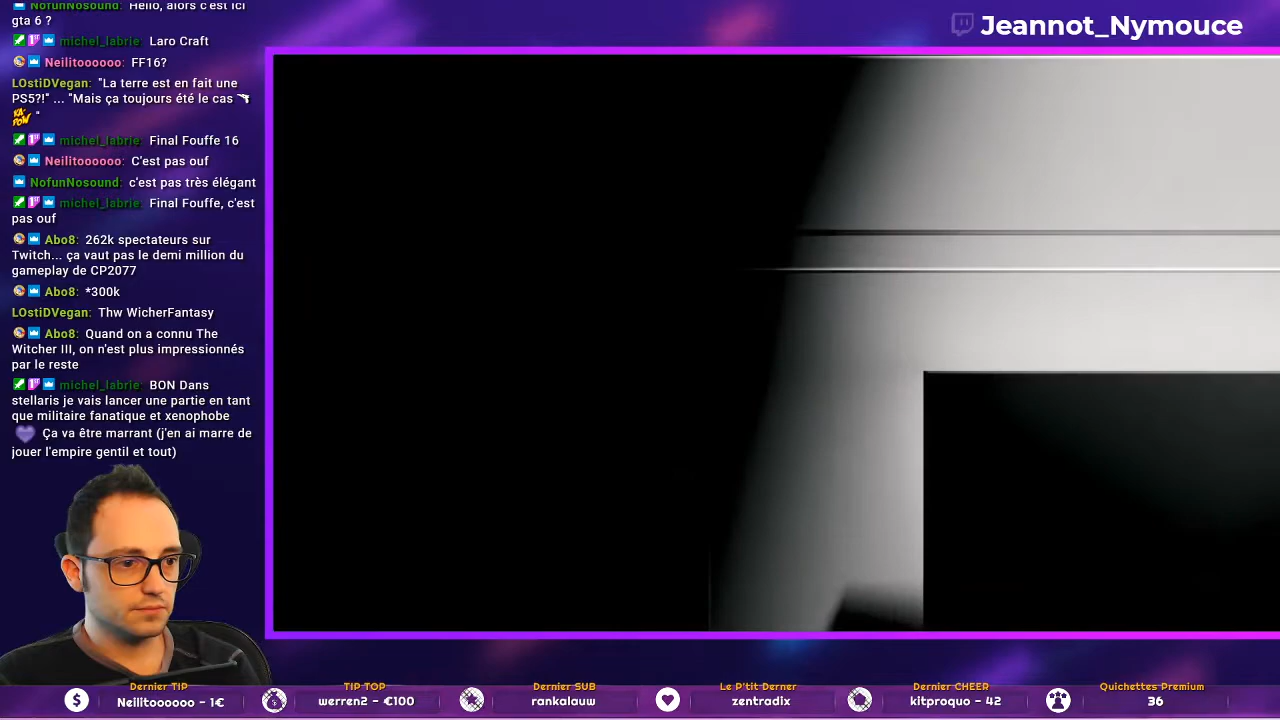 NofunNosound: Hello, alors c'est ici
gta 6 ?
michel_labrie: Laro Craft
Neilitoooooo: FF16?
LOstiDVegan: "La terre est en fait une
PS5?!" ... "Mais ça toujours été le cas
KA-POW "
michel_labrie: Final Fouffe 16
Neilitoooooo: C'est pas ouf
NofunNosound: c'est pas très élégant
michel_labrie: Final Fouffe, c'est
pas ouf
Abo8: 262k spectateurs sur
Twitch... ça vaut pas le demi million du
gameplay de CP2077
Abo8: *300k
LOstiDVegan: Thw WicherFantasy
Abo8: Quand on a connu The
Witcher III, on n'est plus impressionnés
par le reste
michel_labrie: BON Dans
stellaris je vais lancer une partie en tant
que militaire fanatique et xenophobe
Ça va être marrant (j'en ai marre de
jouer l'empire gentil et tout)
Jeannot_Nymouce
Dernier TIP
Neilitoooooo - 1€
TIP TOP
werren2 - €100
Dernier SUB
rankalauw
Le P'tit Derner
zentradix
Dernier CHEER
kitproquo - 42
Quichettes Premium
36